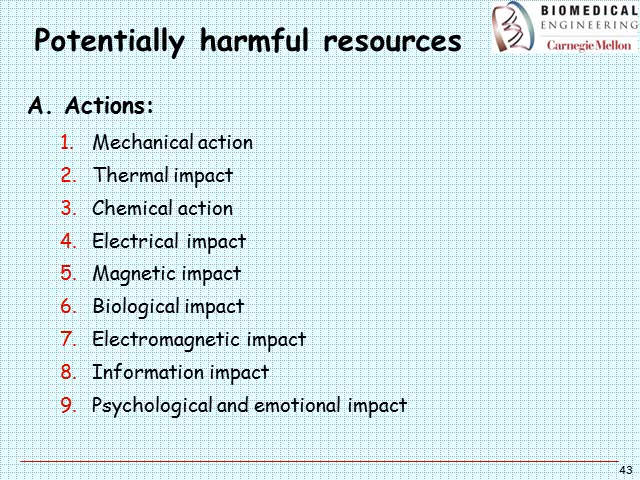 Potentially harmful resources
BIOMEDICAL
ENGINEERING
Carnegie Mellon
A. Actions:
1. Mechanical action
2. Thermal impact
3. Chemical action
4. Electrical impact
5. Magnetic impact
6. Biological impact
7. Electromagnetic impact
8. Information impact
9. Psychological and emotional impact
43